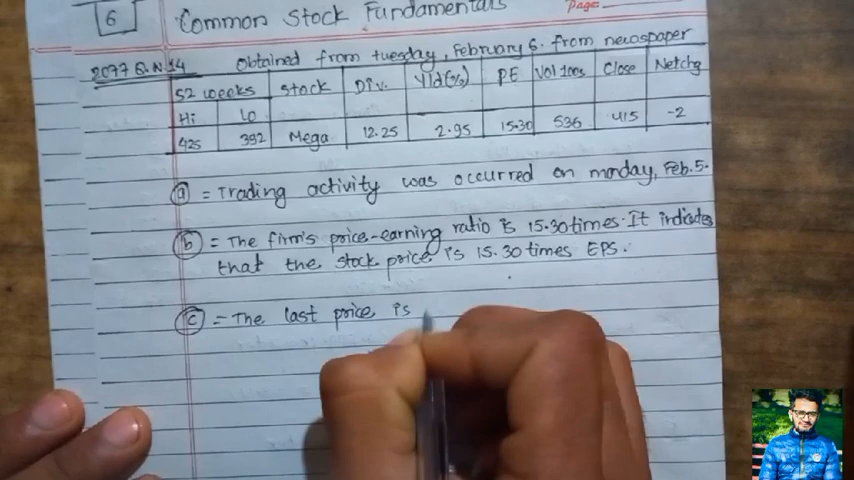 6 Common Stock Fundamentals
Page:
2077 Q.N.14 Obtained from tuesday, February 6. from newspaper
52 weeks Stock Div. Yld(%) PE Vol 100s Close Netchg
Hi Lo
425 392 Mega 12.25 2.95 15.30 536 415 -2
(a) = Trading activity was occurred on monday, Feb.5.
(b) = The firm's price-earning ratio is 15.30 times. It indicates
that the stock price is 15.30 times EPS.
(c) = The last price is